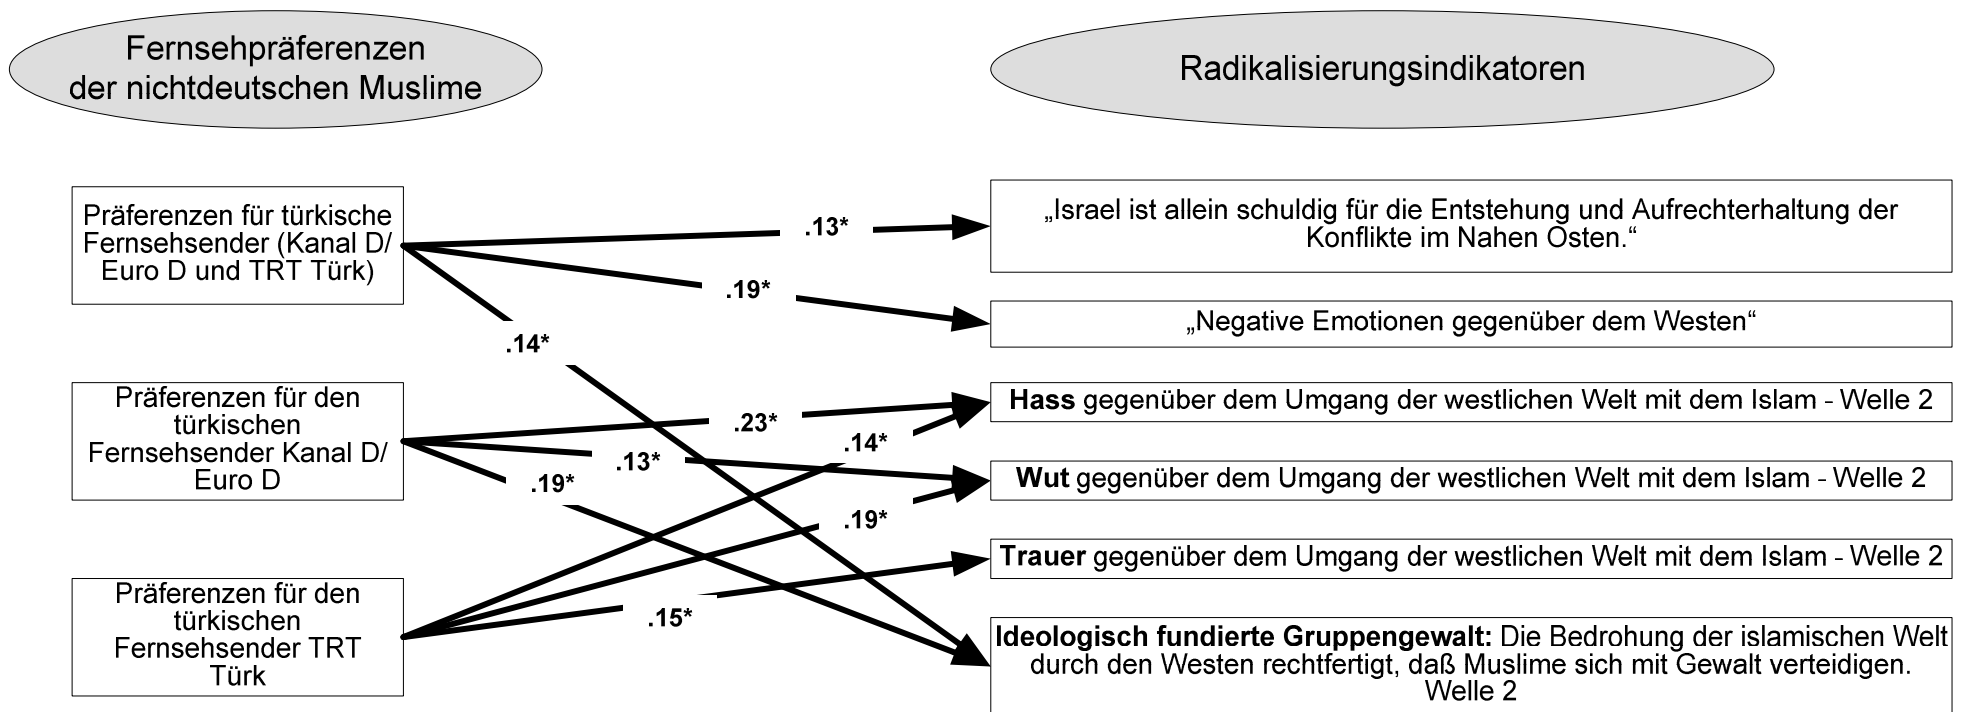 Fernsehpräferenzen
der nichtdeutschen Muslime
Radikalisierungsindikatoren
Präferenzen für türkische
Fernsehsender (Kanal D/
Euro D und TRT Türk)
.13*
.19*
.14*
„Israel ist allein schuldig für die Entstehung und Aufrechterhaltung der
Konflikte im Nahen Osten.“
„Negative Emotionen gegenüber dem Westen“
Präferenzen für den
türkischen
Fernsehsender Kanal D/
Euro D
.23*
.13*
.19*
.14*
.19*
.15*
Hass gegenüber dem Umgang der westlichen Welt mit dem Islam - Welle 2
Wut gegenüber dem Umgang der westlichen Welt mit dem Islam - Welle 2
Präferenzen für den
türkischen
Fernsehsender TRT
Türk
Trauer gegenüber dem Umgang der westlichen Welt mit dem Islam - Welle 2
Ideologisch fundierte Gruppengewalt: Die Bedrohung der islamischen Welt
durch den Westen rechtfertigt, daß Muslime sich mit Gewalt verteidigen.
Welle 2